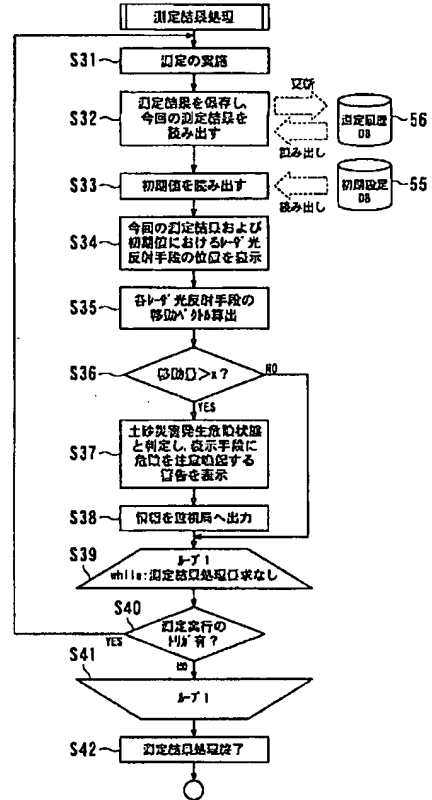 測定結果処理
S31
測定の実施
S32
測定結果を保存し、
今回の測定結果を
読み出す
更新
読み出し
測定履歴
DB
56
S33
初期値を読み出す
読み出し
初期設定
DB
55
S34
今回の測定結果および
初期値におけるレーザ光
反射手段の位置を表示
S35
各レーザ光反射手段の
移動ベクトル算出
S36
移動量>x?
NO
YES
S37
土砂災害発生危険状態
と判定し、表示手段に
危険を注意喚起する
警告を表示
S38
情報を監視局へ出力
S39
ループ1
while:測定結果処理要求なし
S40
測定実行の
トリガ有?
YES
NO
S41
ループ1
S42
測定結果処理終了